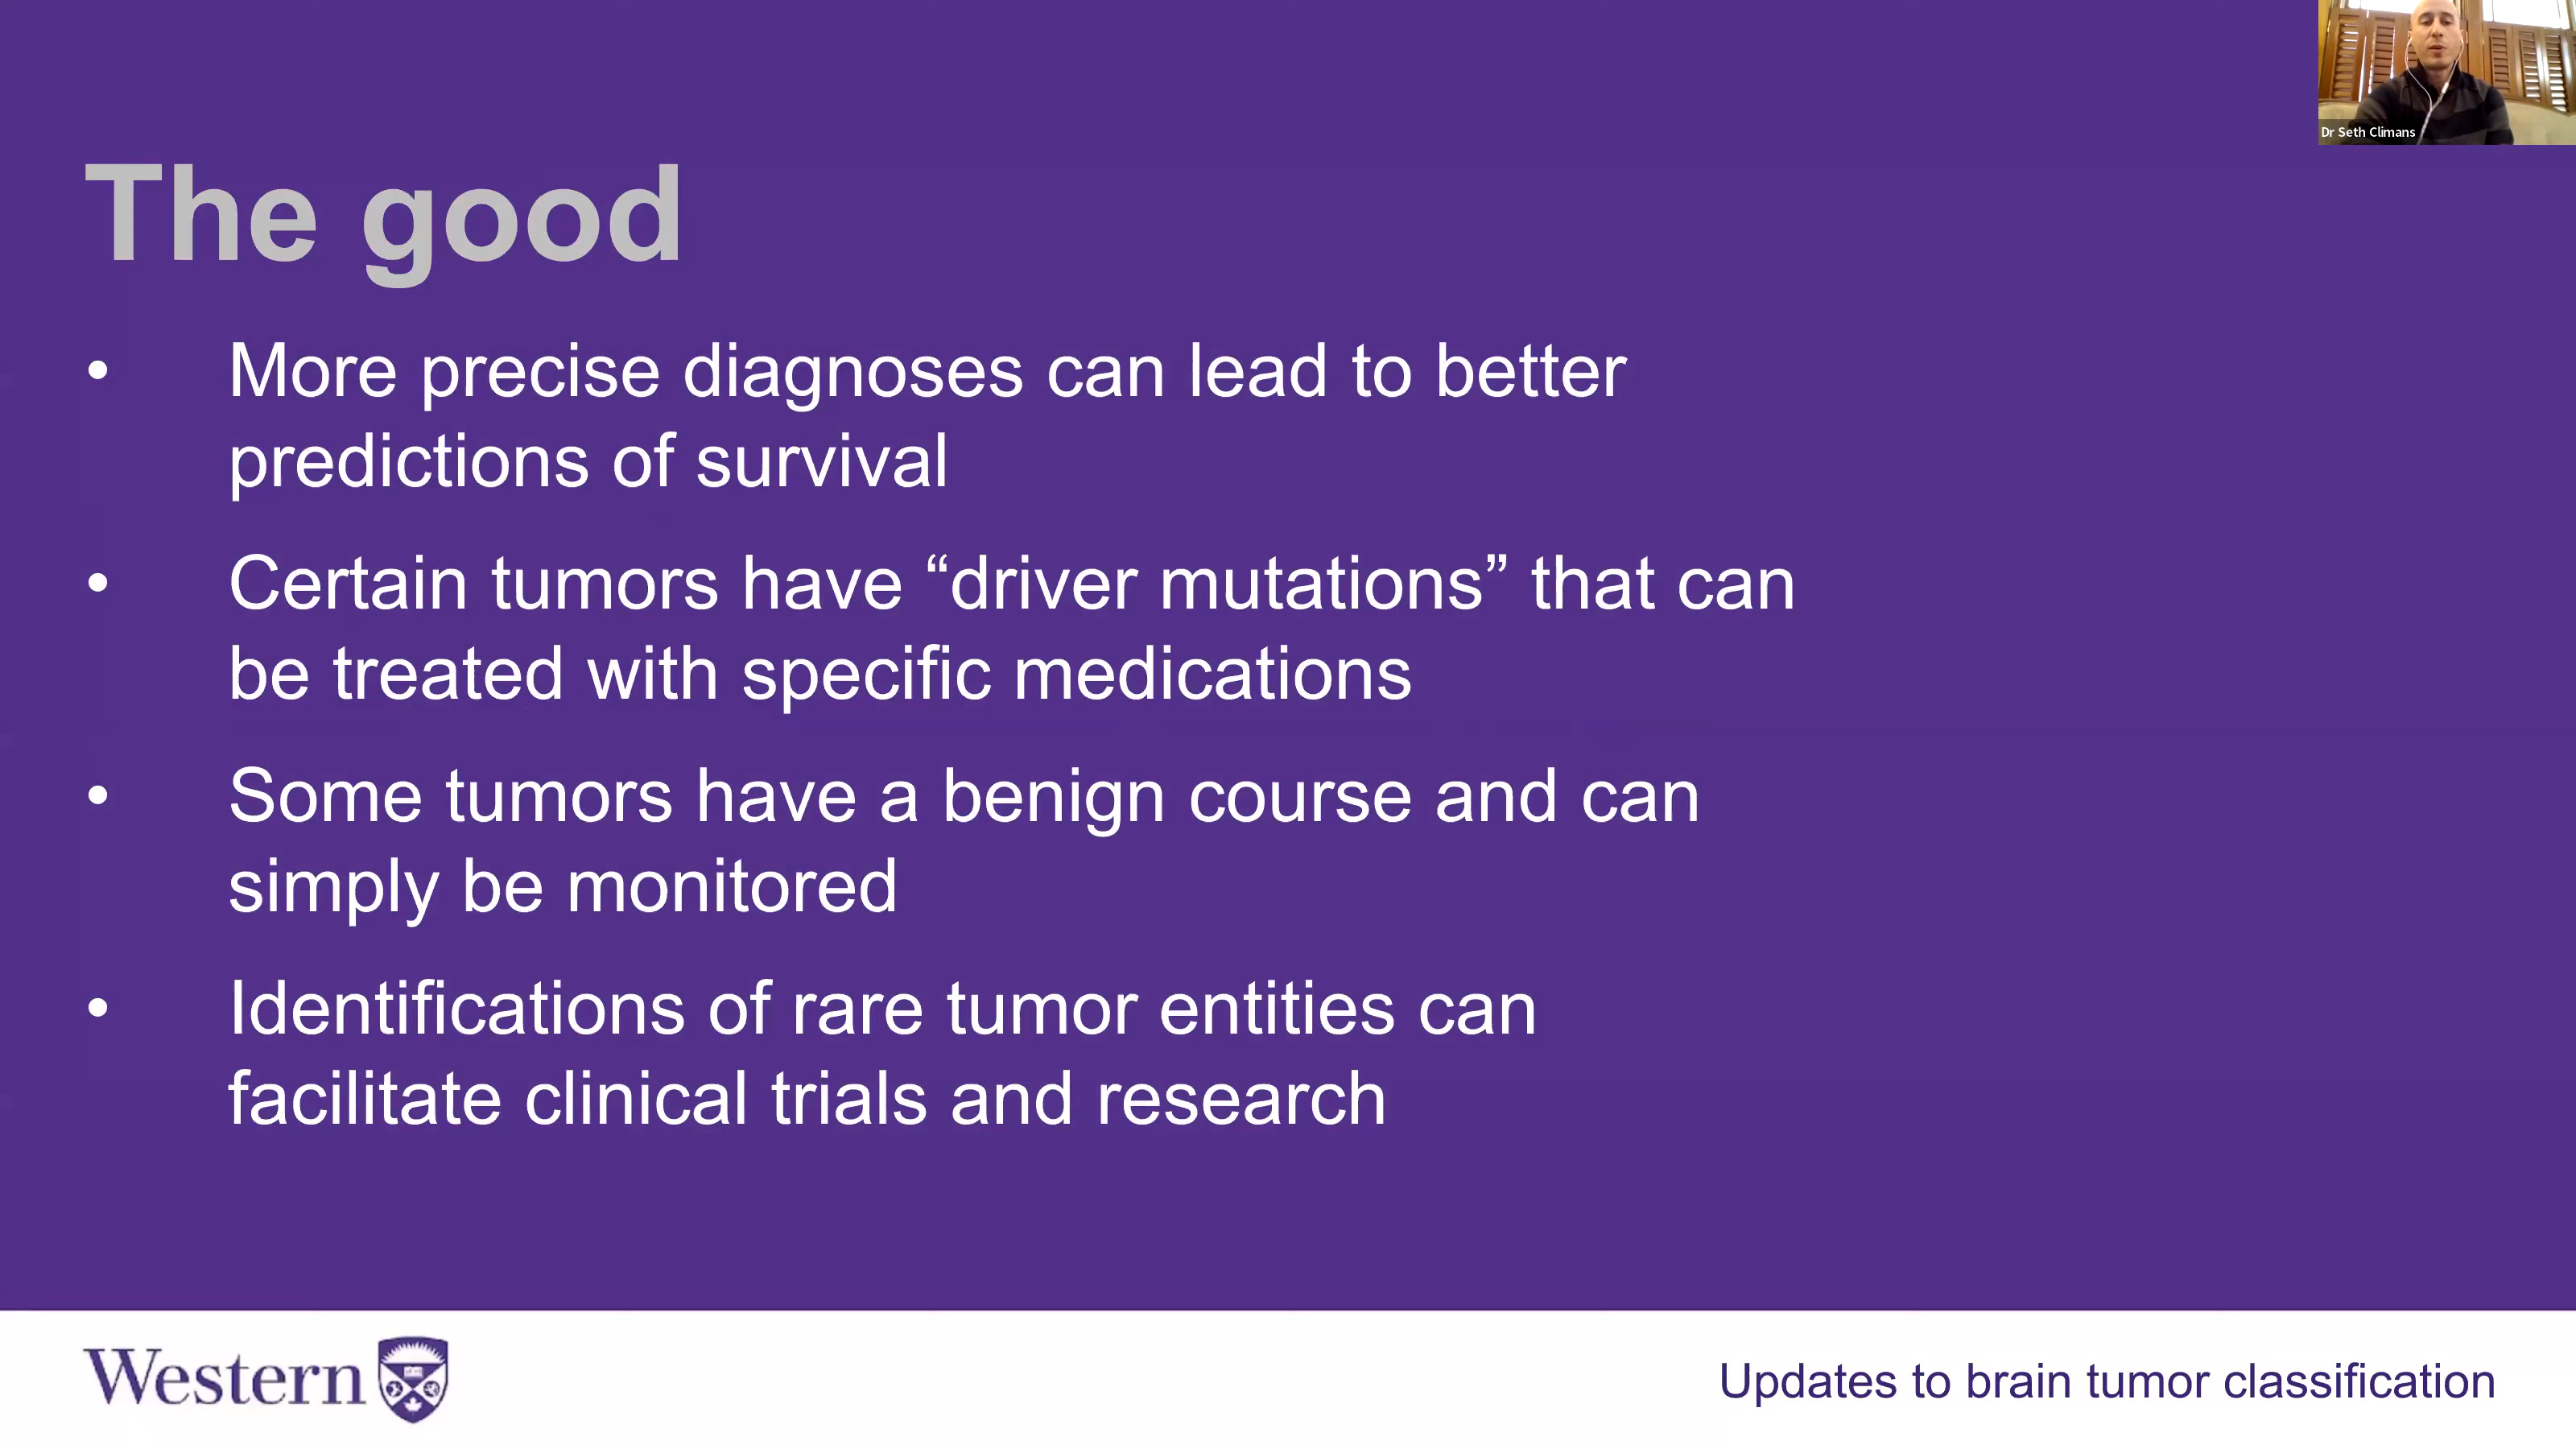 Dr Seth Climans
The good
• More precise diagnoses can lead to better
predictions of survival
• Certain tumors have “driver mutations” that can
be treated with specific medications
• Some tumors have a benign course and can
simply be monitored
• Identifications of rare tumor entities can
facilitate clinical trials and research
Western
Updates to brain tumor classification